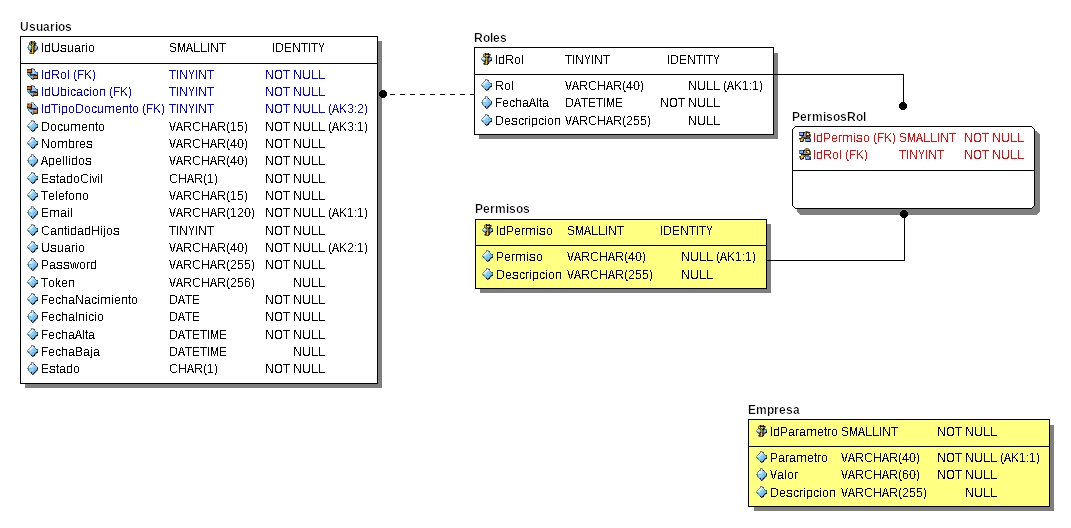 Usuarios
IdUsuario SMALLINT IDENTITY
IdRol (FK) TINYINT NOT NULL
IdUbicacion (FK) TINYINT NOT NULL
IdTipoDocumento (FK) TINYINT NOT NULL (AK3:2)
Documento VARCHAR(15) NOT NULL (AK3:1)
Nombres VARCHAR(40) NOT NULL
Apellidos VARCHAR(40) NOT NULL
EstadoCivil CHAR(1) NOT NULL
Telefono VARCHAR(15) NOT NULL
Email VARCHAR(120) NOT NULL (AK1:1)
CantidadHijos TINYINT NOT NULL
Usuario VARCHAR(40) NOT NULL (AK2:1)
Password VARCHAR(255) NOT NULL
Token VARCHAR(256) NULL
FechaNacimiento DATE NOT NULL
FechaInicio DATE NOT NULL
FechaAlta DATETIME NOT NULL
FechaBaja DATETIME NULL
Estado CHAR(1) NOT NULL
Roles
IdRol TINYINT IDENTITY
Rol VARCHAR(40) NULL (AK1:1)
FechaAlta DATETIME NOT NULL
Descripcion VARCHAR(255) NULL
PermisosRol
IdPermiso (FK) SMALLINT NOT NULL
IdRol (FK) TINYINT NOT NULL
Permisos
IdPermiso SMALLINT IDENTITY
Permiso VARCHAR(40) NULL (AK1:1)
Descripcion VARCHAR(255) NULL
Empresa
IdParametro SMALLINT NOT NULL
Parametro VARCHAR(40) NOT NULL (AK1:1)
Valor VARCHAR(60) NOT NULL
Descripcion VARCHAR(255) NULL